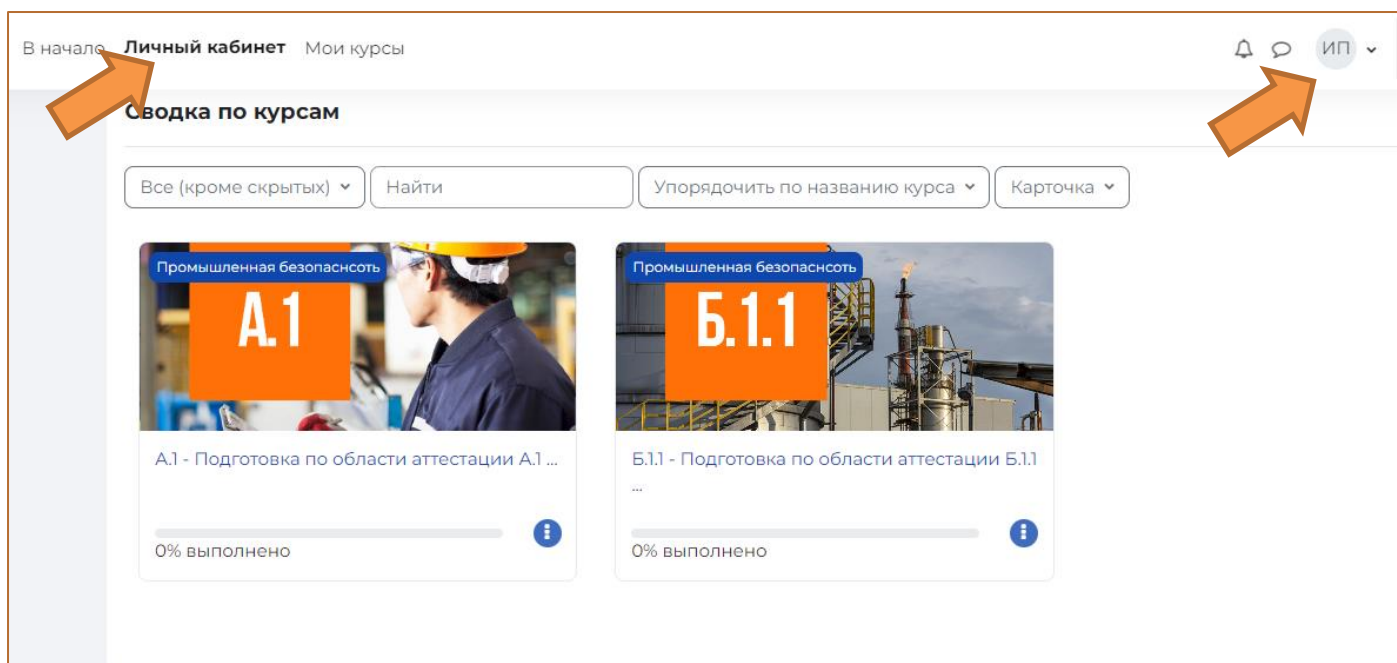 В начало Личный кабинет Мои курсы ИП
Сводка по курсам
Все (кроме скрытых) Найти Упорядочить по названию курса Карточка
Промышленная безопаснсоть Промышленная безопаснсоть
А.1 Б.1.1
А.1 - Подготовка по области аттестации А.1 ... Б.1.1 - Подготовка по области аттестации Б.1.1
...
0% выполнено 0% выполнено